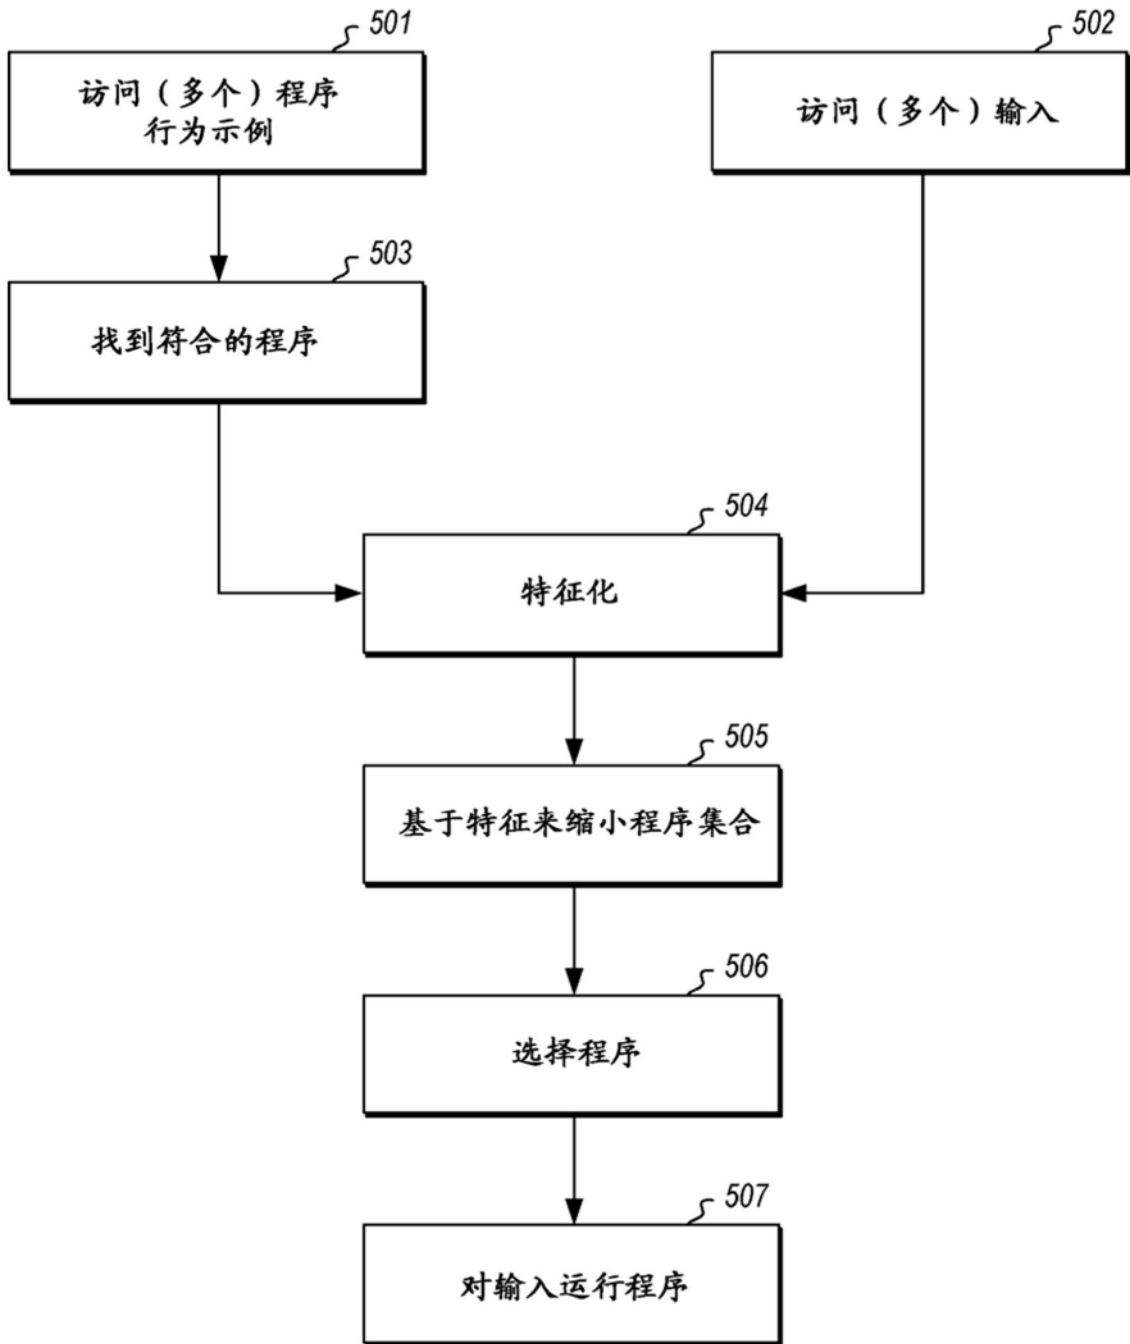 501
访问（多个）程序
行为示例
502
访问（多个）输入
503
找到符合的程序
504
特征化
505
基于特征来缩小程序集合
506
选择程序
507
对输入运行程序